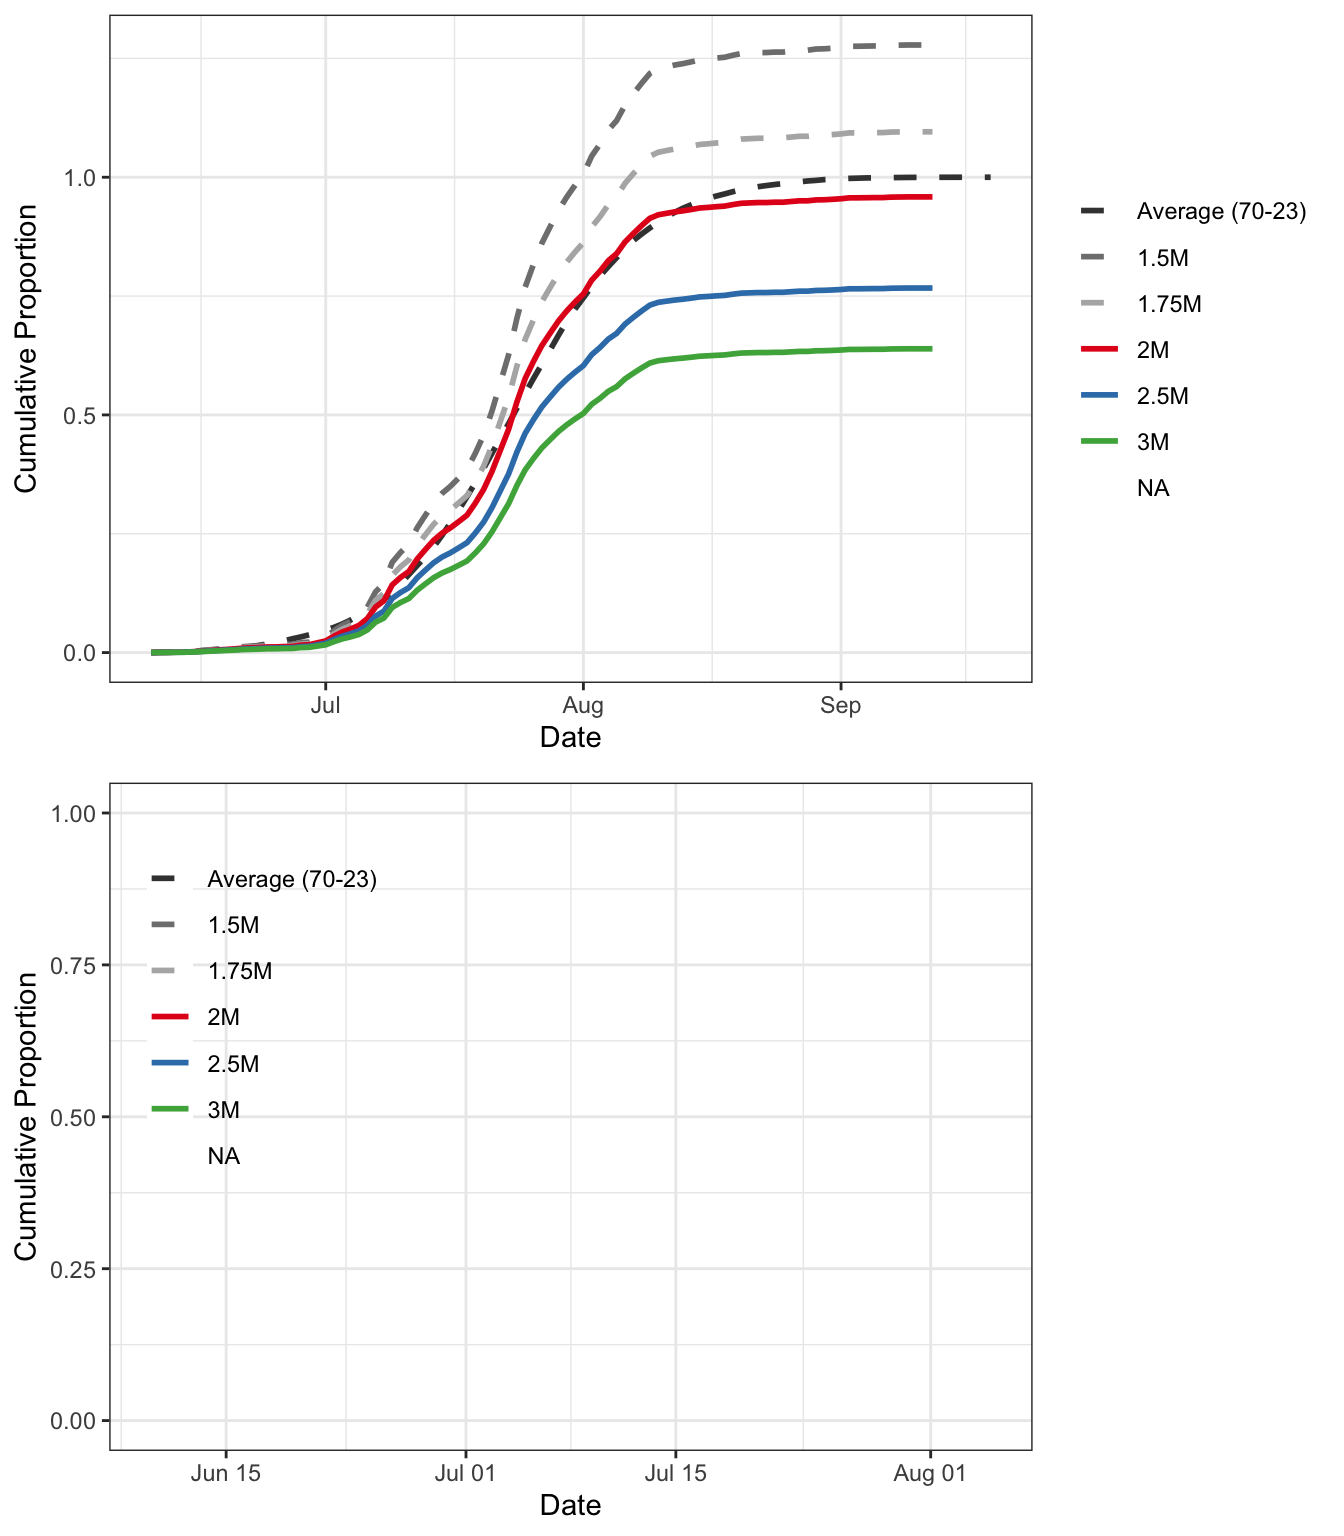 Cumulative Proportion
1.0
0.5
0.0
Jul
Aug
Sep
Date
Average (70-23)
1.5M
1.75M
2M
2.5M
3M
NA
Cumulative Proportion
1.00
0.75
0.50
0.25
0.00
Average (70-23)
1.5M
1.75M
2M
2.5M
3M
NA
Jun 15
Jul 01
Jul 15
Aug 01
Date